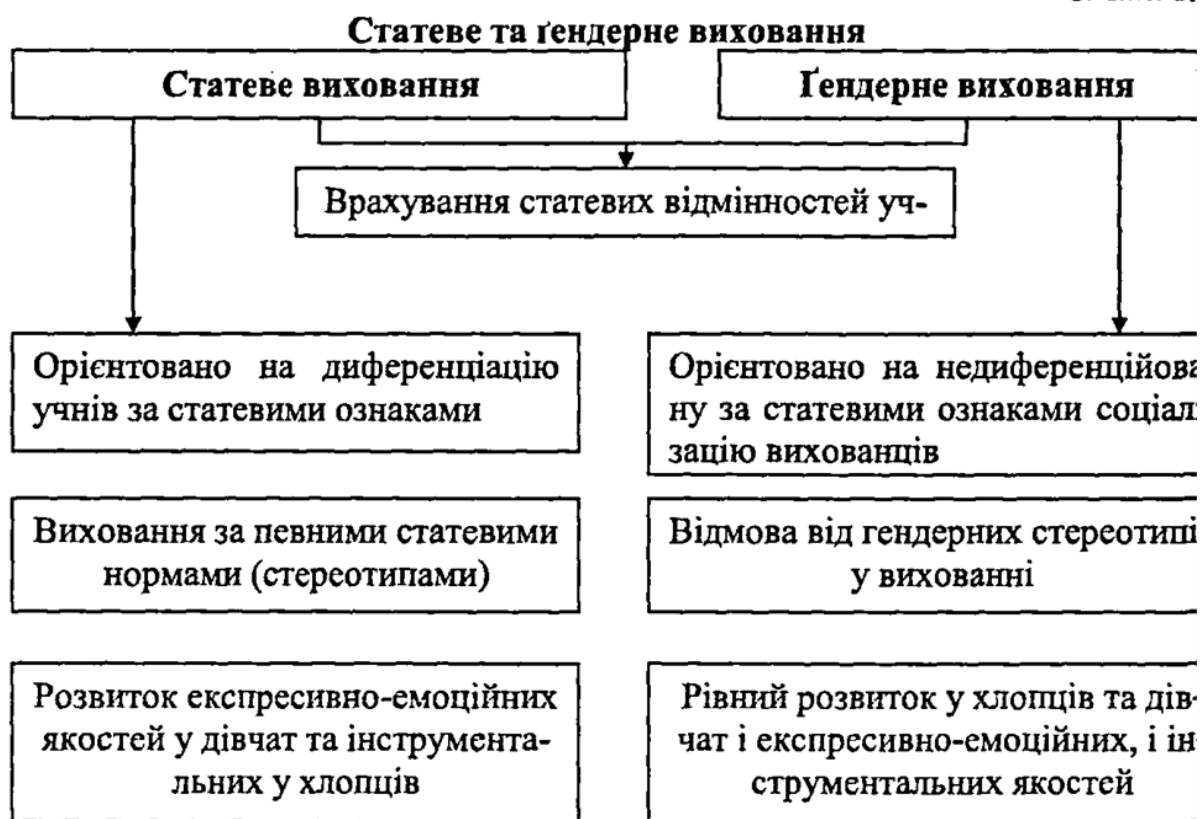 Статеве та ґендерне виховання
Статеве виховання
Ґендерне виховання
Врахування статевих відмінностей уч-
Орієнтовано на диференціацію
учнів за статевими ознаками
Орієнтовано на недиференційова
ну за статевими ознаками соціалі
зацію вихованців
Виховання за певними статевими
нормами (стереотипами)
Відмова від гендерних стереотипі
у вихованні
Розвиток експресивно-емоційних
якостей у дівчат та інструмента-
льних у хлопців
Рівний розвиток у хлопців та дів-
чат і експресивно-емоційних, і ін-
струментальних якостей